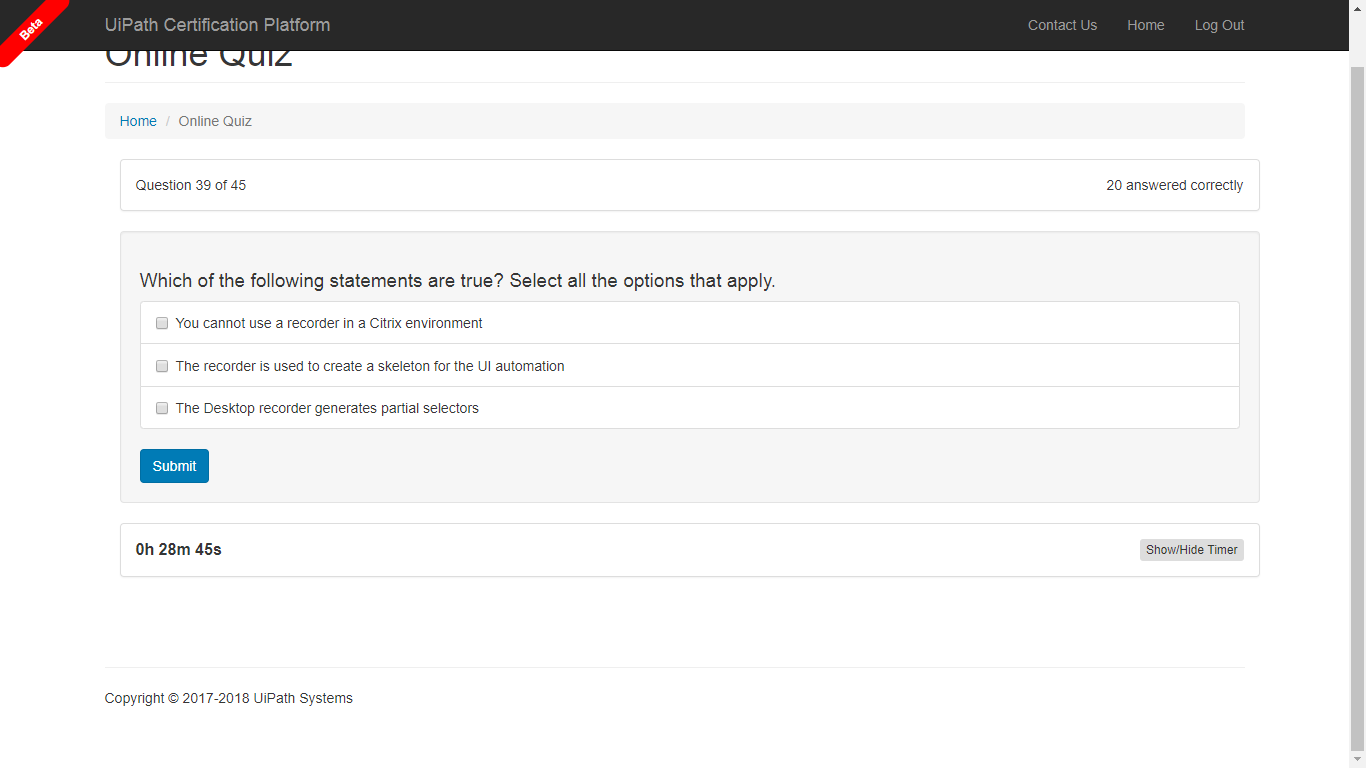 Beta
UiPath Certification Platform
Contact Us
Home
Log Out
Online Quiz
Home / Online Quiz
Question 39 of 45
20 answered correctly
Which of the following statements are true? Select all the options that apply.
You cannot use a recorder in a Citrix environment
The recorder is used to create a skeleton for the UI automation
The Desktop recorder generates partial selectors
Submit
0h 28m 45s
Show/Hide Timer
Copyright © 2017-2018 UiPath Systems